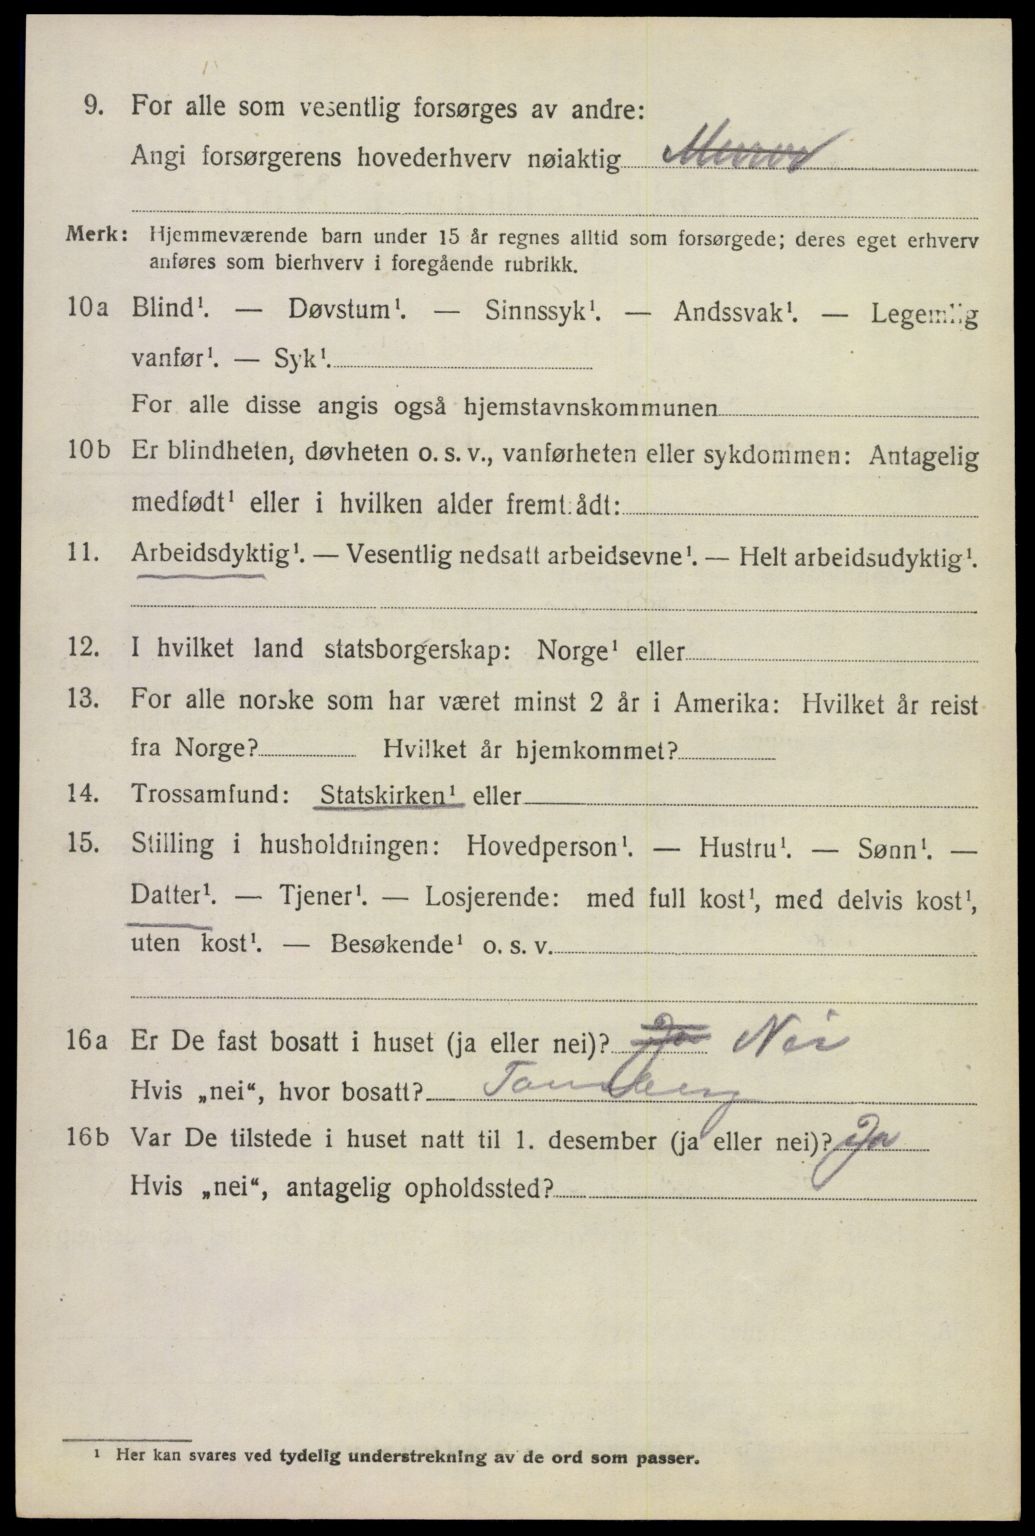 9. For alle som vesentlig forsørges av andre:
Angi forsørgerens hovederhverv nøiaktig Murer
Merk: Hjemmeværende barn under 15 år regnes alltid som forsørgede; deres eget erhverv
anføres som bierhverv i foregående rubrikk.
10a Blind¹. — Døvstum¹. — Sinnssyk¹. — Andssvak¹. — Legemlig
vanfør¹. — Syk¹.
For alle disse angis også hjemstavnskommunen
10b Er blindheten, døvheten o. s. v., vanførheten eller sykdommen: Antagelig
medfødt¹ eller i hvilken alder fremtrådt:
11. Arbeidsdyktig¹. — Vesentlig nedsatt arbeidsevne¹. — Helt arbeidsudyktig¹.
12. I hvilket land statsborgerskap: Norge¹ eller
13. For alle norske som har været minst 2 år i Amerika: Hvilket år reist
fra Norge? Hvilket år hjemkommet?
14. Trossamfund: Statskirken¹ eller
15. Stilling i husholdningen: Hovedperson¹. — Hustru¹. — Sønn¹. —
Datter¹. — Tjener¹. — Losjerende: med full kost¹, med delvis kost¹,
uten kost¹. — Besøkende¹ o. s. v.
16a Er De fast bosatt i huset (ja eller nei)? Ja Nei
Hvis „nei“, hvor bosatt? Tønsberg
16b Var De tilstede i huset natt til 1. desember (ja eller nei)? Ja
Hvis „nei“, antagelig opholdssted?
¹ Her kan svares ved tydelig understrekning av de ord som passer.